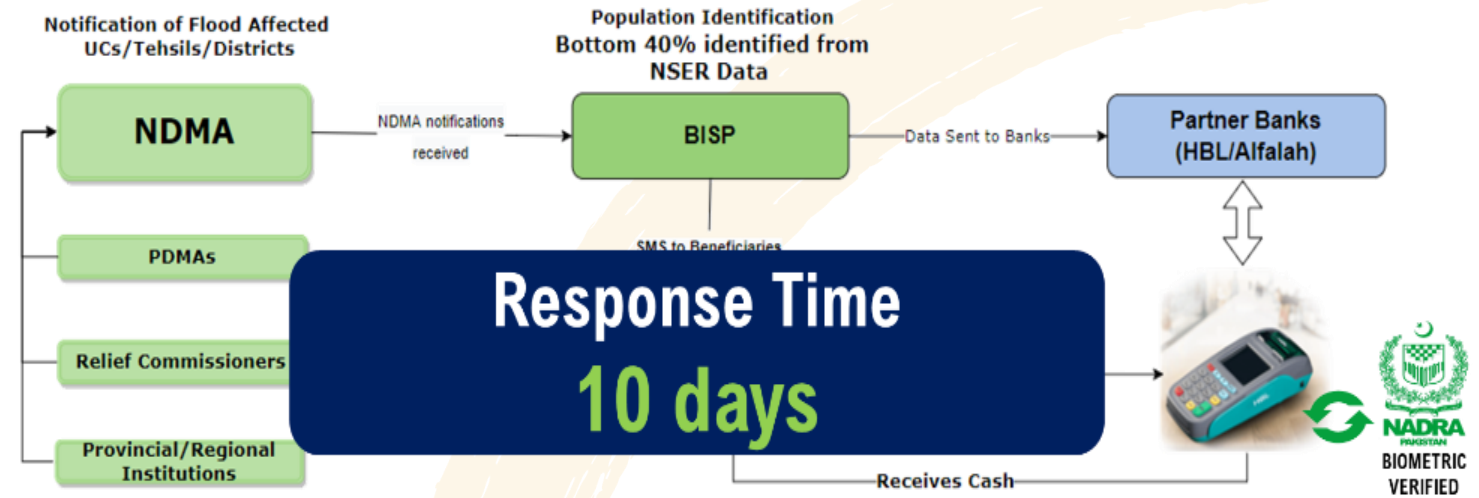 Notification of Flood Affected
UCs/Tehsils/Districts
Population Identification
Bottom 40% identified from
NSER Data
NDMA
NDMA notifications
received
BISP
Data Sent to Banks
Partner Banks
(HBL/Alfalah)
PDMAs
SMS to Beneficiaries
Response Time
10 days
Relief Commissioners
Provincial/Regional
Institutions
Receives Cash
HBL
NADRA
PAKISTAN
BIOMETRIC
VERIFIED